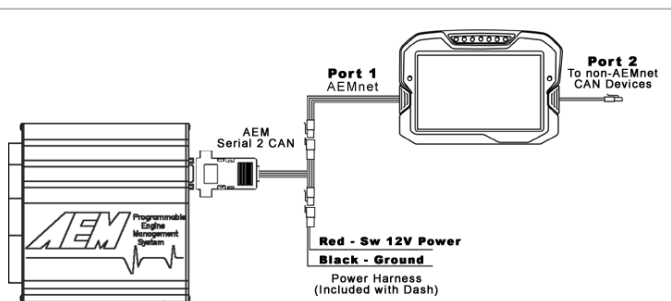 Port 1
AEMnet
Port 2
To non-AEMnet
CAN Devices
AEM
Serial 2 CAN
AEM
Programmable
Engine
Management
System
Red - Sw 12V Power
Black - Ground
Power Harness
(Included with Dash)